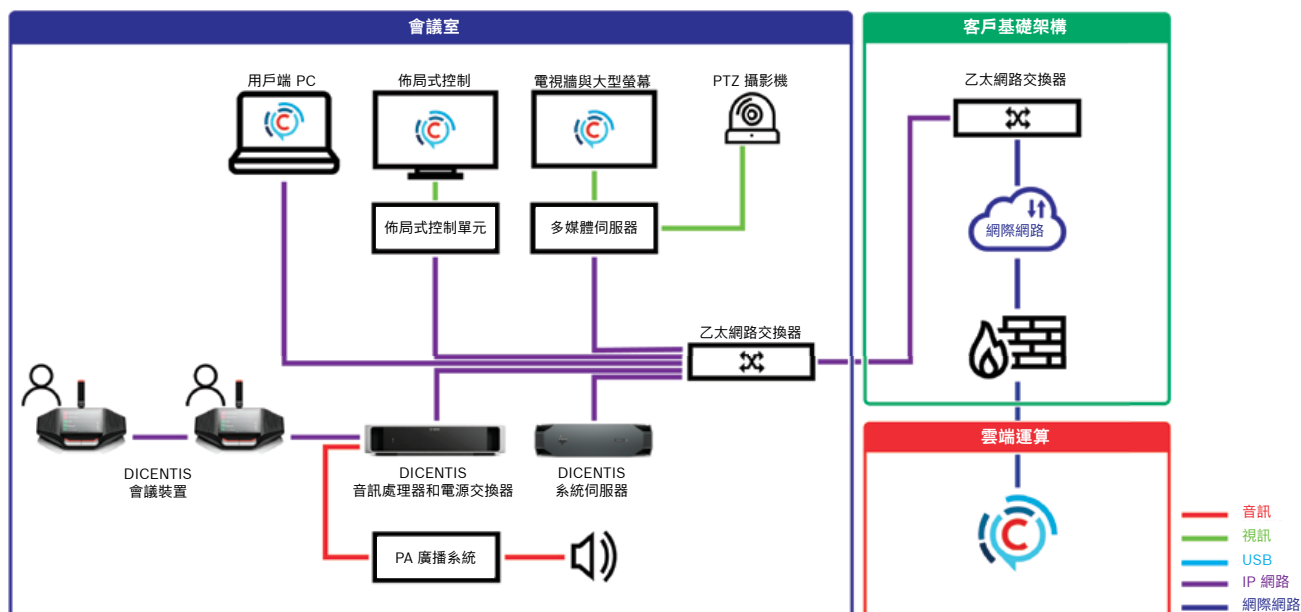 會議室
客戶基礎架構
用戶端 PC
佈局式控制
電視牆與大型螢幕
PTZ 攝影機
乙太網路交換器
佈局式控制單元
多媒體伺服器
網際網路
乙太網路交換器
DICENTIS
會議裝置
DICENTIS
音訊處理器和電源交換器
DICENTIS
系統伺服器
PA 廣播系統
雲端運算
音訊
視訊
USB
IP 網路
網際網路